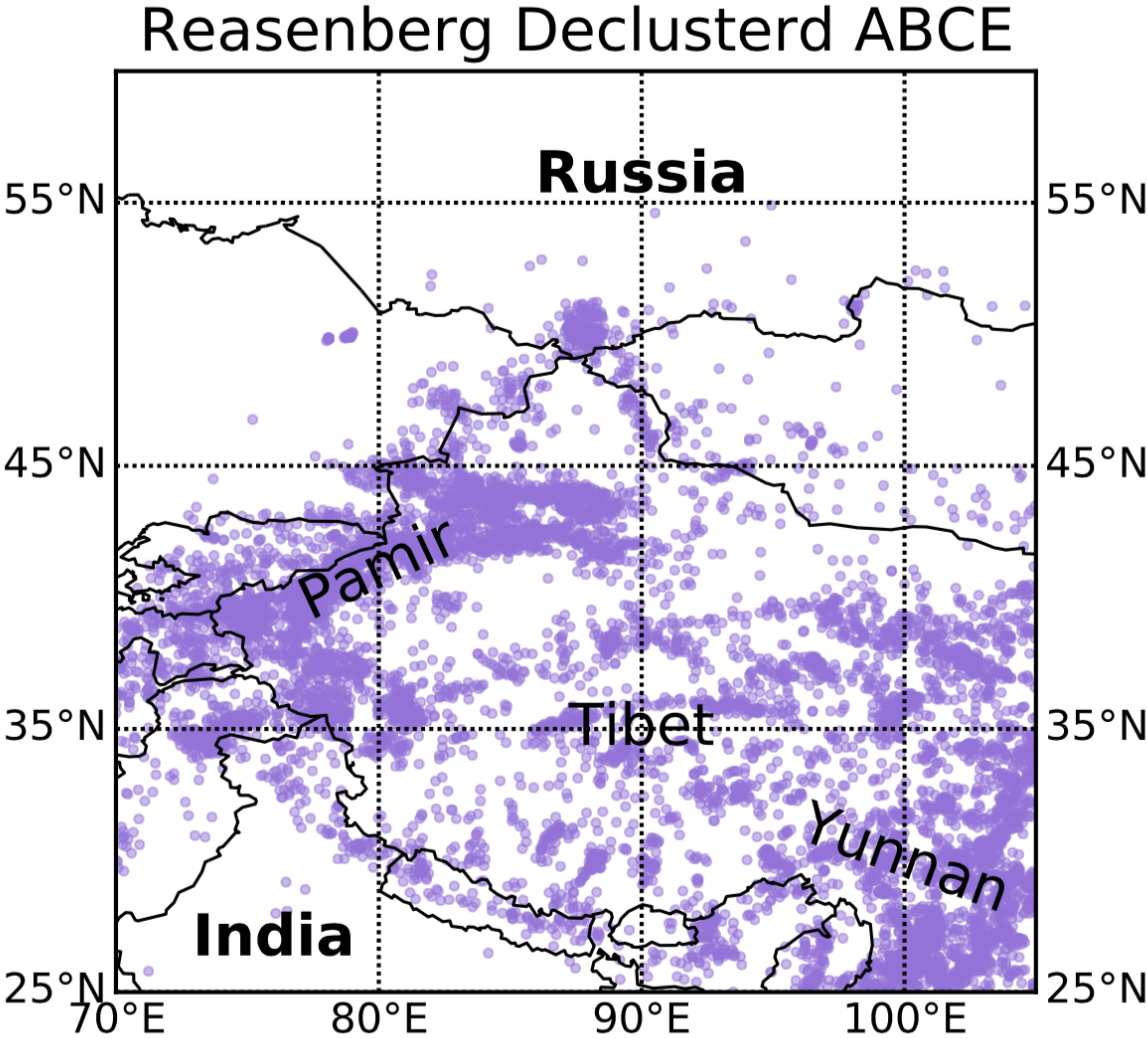 Reasenberg Declusterd ABCE
Russia
55°N 55°N
45°N 45°N
Pamir
Tibet
35°N 35°N
Yunnan
India
25°N 25°N
70°E 80°E 90°E 100°E